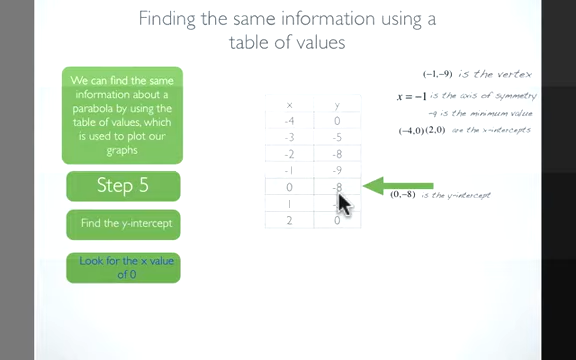 Finding the same information using a
table of values
We can find the same
information about a
parabola by using the
table of values, which
is used to plot our
graphs
Step 5
Find the y-intercept
Look for the x value
of 0
x y
-4 0
-3 -5
-2 -8
-1 -9
0 -8
1
2 0
(-1,-9) is the vertex
x = -1 is the axis of symmetry
-9 is the minimum value
(-4,0)(2,0) are the x-intercepts
(0,-8) is the y-intercept